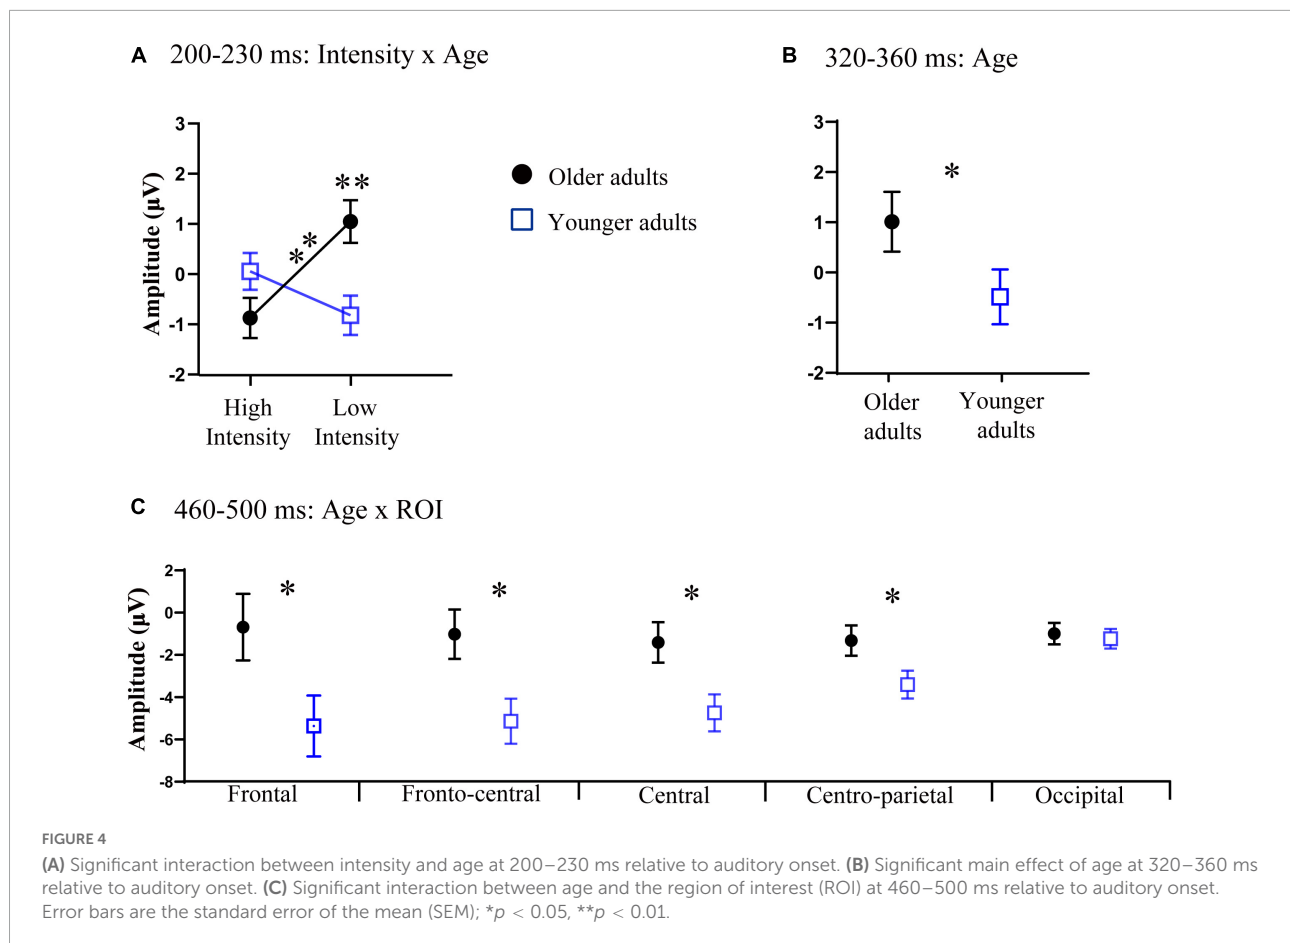 A 200-230 ms: Intensity x Age
3
2
1
0
-1
-2
Amplitude (µV)
**
**
High Intensity
Low Intensity
Older adults
Younger adults
B 320-360 ms: Age
3
2
1
0
-1
-2
*
Older adults
Younger adults
C 460-500 ms: Age x ROI
2
0
-2
-4
-6
-8
Amplitude (µV)
* * * *
Frontal Fronto-central Central Centro-parietal Occipital
FIGURE 4
(A) Significant interaction between intensity and age at 200–230 ms relative to auditory onset. (B) Significant main effect of age at 320–360 ms
relative to auditory onset. (C) Significant interaction between age and the region of interest (ROI) at 460–500 ms relative to auditory onset.
Error bars are the standard error of the mean (SEM); *p < 0.05, **p < 0.01.